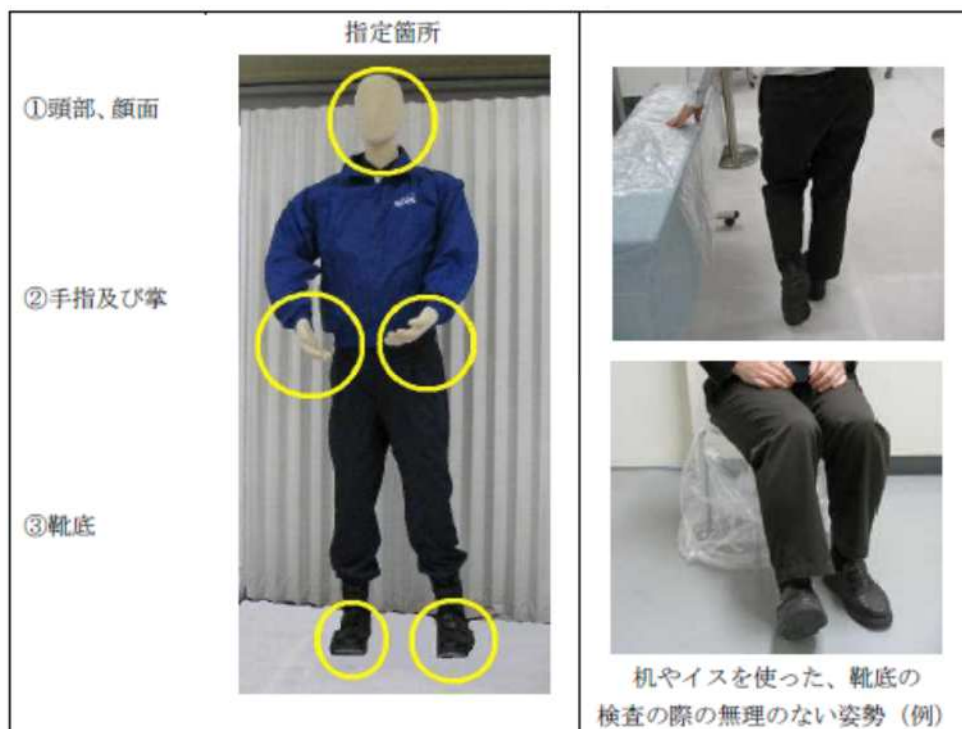 指定箇所
①頭部、顔面
②手指及び掌
③靴底
机やイスを使った、靴底の
検査の際の無理のない姿勢(例)